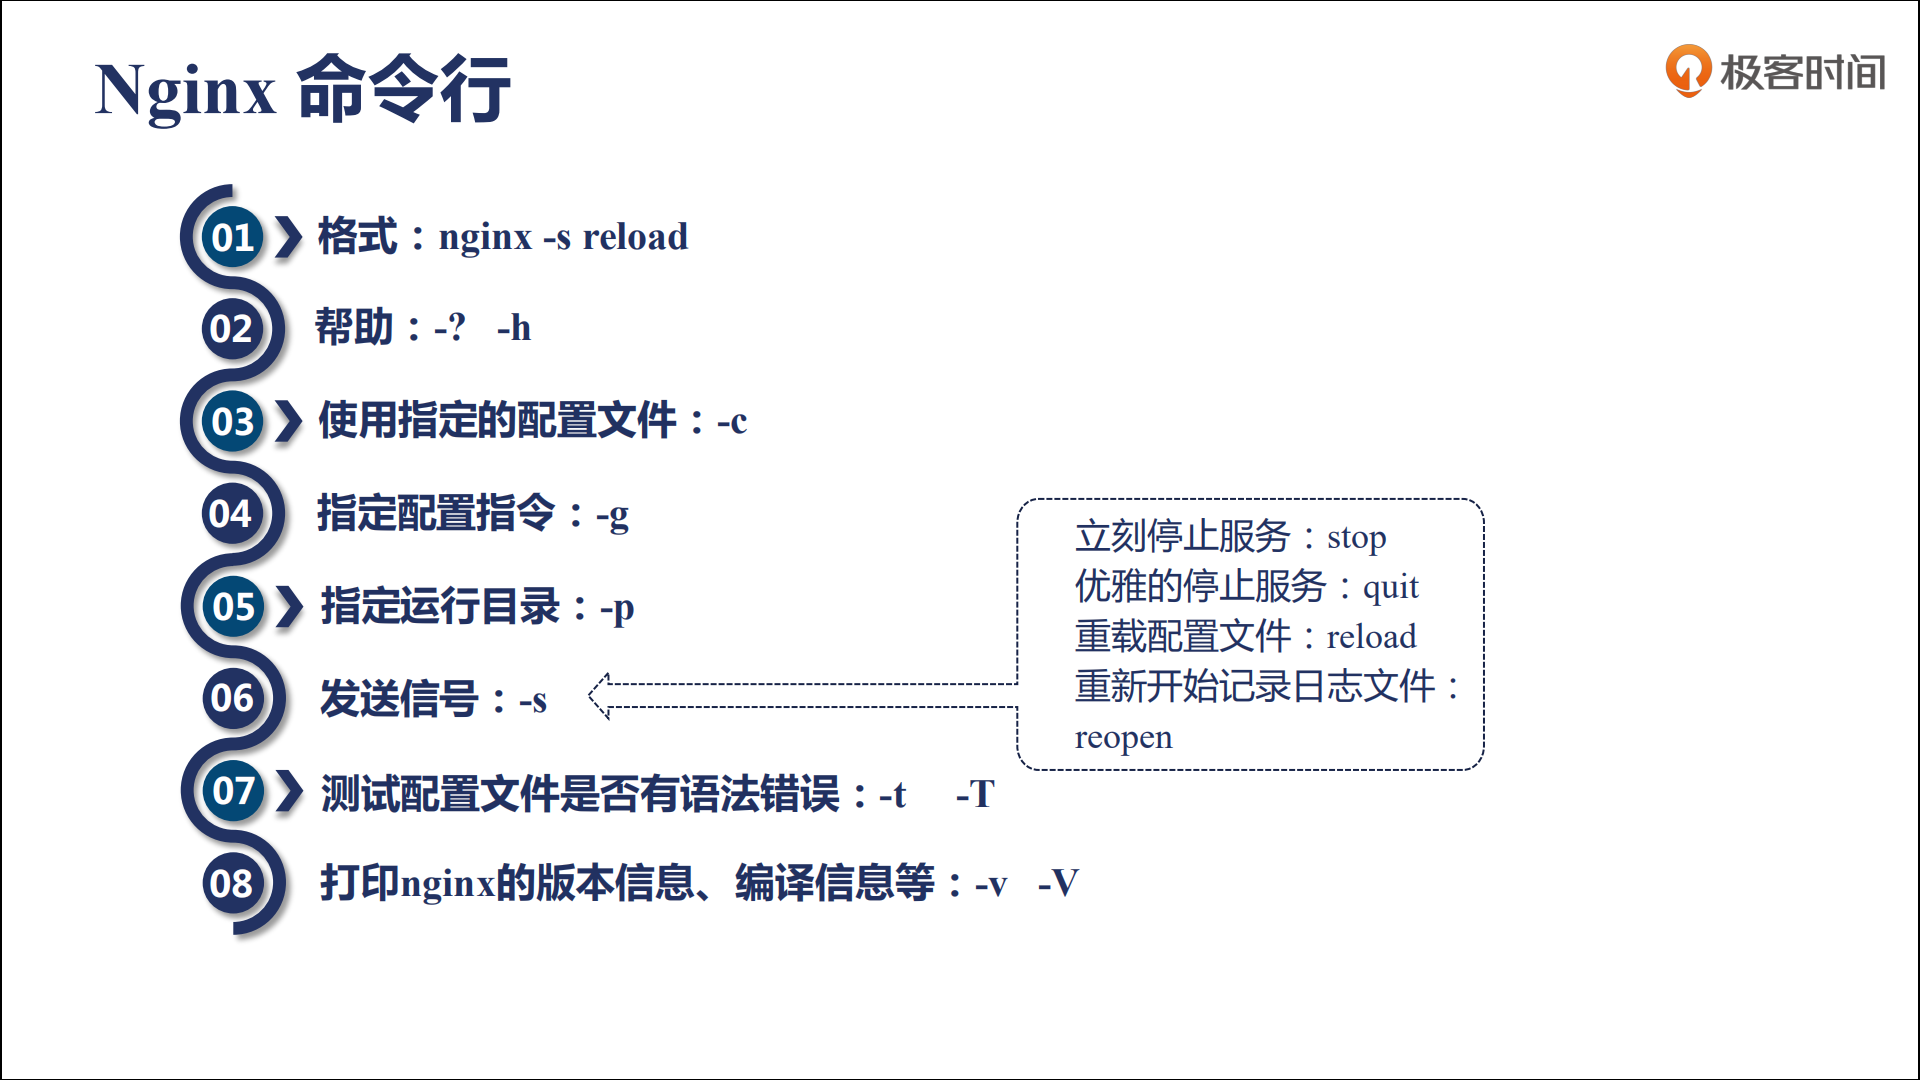 Nginx 命令行
极客时间
01 格式：nginx -s reload
02 帮助：-? -h
03 使用指定的配置文件：-c
04 指定配置指令：-g
05 指定运行目录：-p
06 发送信号：-s
立刻停止服务：stop
优雅的停止服务：quit
重载配置文件：reload
重新开始记录日志文件：
reopen
07 测试配置文件是否有语法错误：-t -T
08 打印nginx的版本信息、编译信息等：-v -V